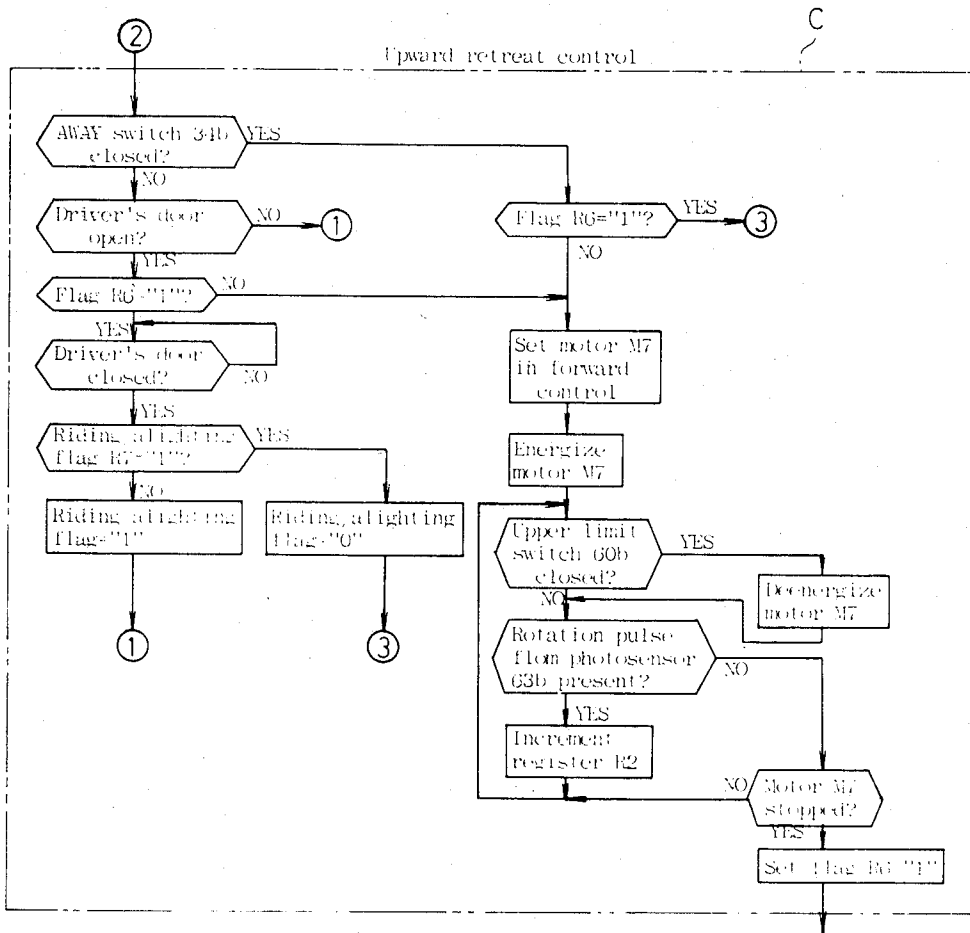 C
2
Upward retreat control
AWAY switch 34b
closed?
YES
NO
Driver's door
open?
NO
1
Flag R6="1"?
YES
3
YES
NO
Flag R6="1"?
NO
YES
Driver's door
closed?
NO
Set motor M7
in forward
control
YES
Riding,alighting
flag R7="1"?
YES
Energize
motor M7
NO
Riding alighting
flag="1"
Riding,alighting
flag="0"
Upper limit
switch 60b
closed?
YES
NO
Deenergize
motor M7
1
3
Rotation pulse
flom photosensor
63b present?
NO
YES
Increment
register R2
NO
Motor M7
stopped?
YES
Set flag R6="1"